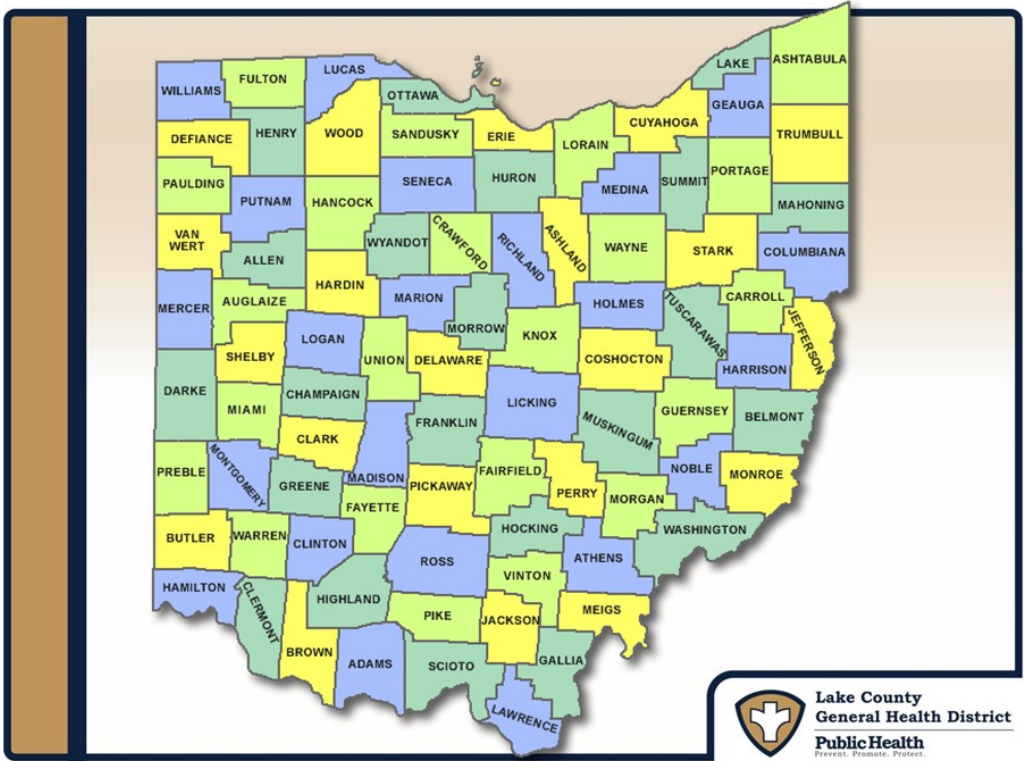 ASHTABULA
LAKE
LUCAS
FULTON
WILLIAMS
OTTAWA
GEAUGA
CUYAHOGA
HENRY
WOOD
SANDUSKY
ERIE
TRUMBULL
DEFIANCE
LORAIN
PORTAGE
PAULDING
SENECA
HURON
SUMMIT
MEDINA
PUTNAM
HANCOCK
MAHONING
VAN
WERT
WYANDOT
CRAWFORD
RICHLAND
ASHLAND
WAYNE
STARK
COLUMBIANA
ALLEN
HARDIN
MERCER
AUGLAIZE
MARION
HOLMES
CARROLL
TUSCARAWAS
JEFFERSON
MORROW
KNOX
LOGAN
SHELBY
UNION
DELAWARE
COSHOCTON
HARRISON
DARKE
CHAMPAIGN
LICKING
MIAMI
GUERNSEY
BELMONT
FRANKLIN
MUSKINGUM
CLARK
PREBLE
MONTGOMERY
MADISON
FAIRFIELD
NOBLE
MONROE
GREENE
PICKAWAY
PERRY
MORGAN
FAYETTE
HOCKING
WASHINGTON
BUTLER
WARREN
CLINTON
ROSS
ATHENS
VINTON
HAMILTON
CLERMONT
HIGHLAND
PIKE
JACKSON
MEIGS
BROWN
ADAMS
SCIOTO
GALLIA
LAWRENCE
Lake County
General Health District
Public Health
Prevent. Promote. Protect.